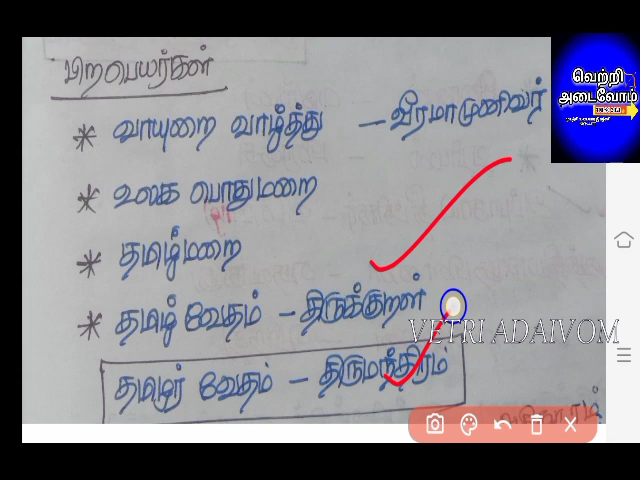 பிறபெயர்கள்
வெற்றி
அடைவோம்
* வாயுறை வாழ்த்து – வீரமாமுனிவர்
* உலக பொதுமறை
* தமிழ்மறை
* தமிழ் வேதம் – திருக்குறள்
VETRI ADAIVOM
தமிழர் வேதம் – திருமந்திரம்